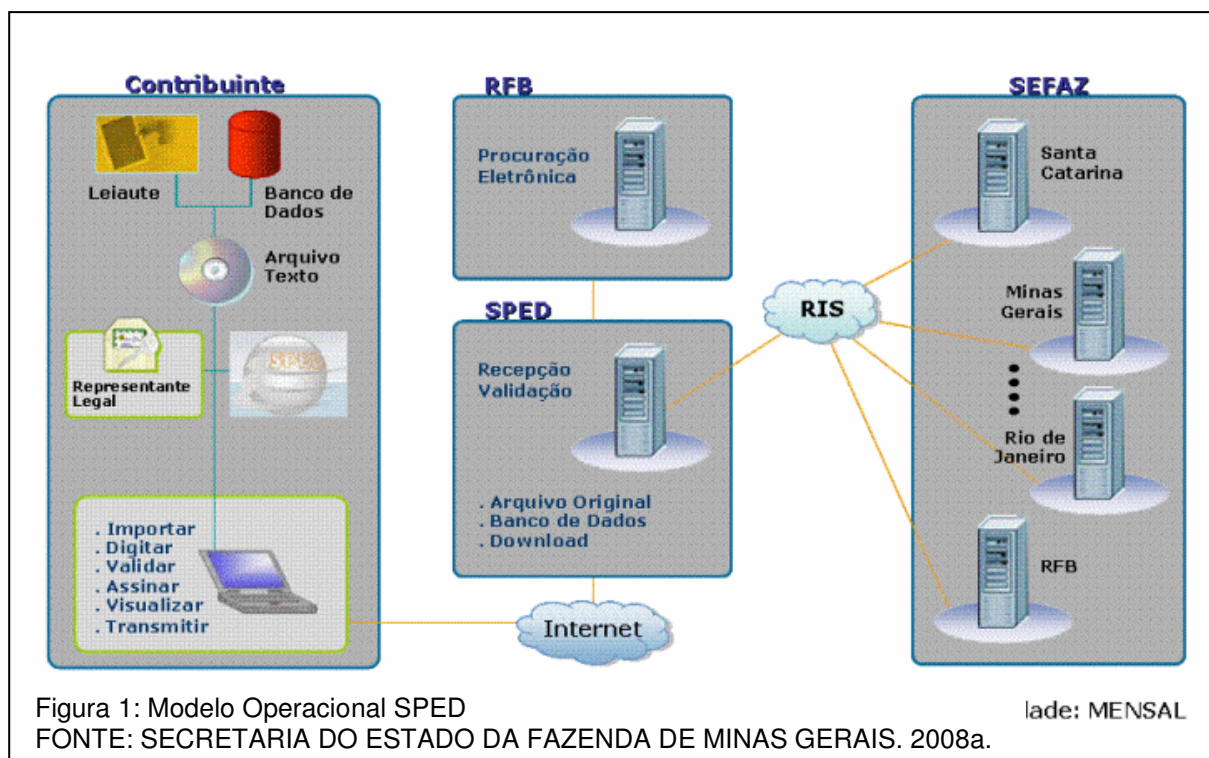 Contribuinte
Leiaute
Banco de
Dados
Arquivo
Texto
Representante
Legal
SPED
. Importar
. Digitar
. Validar
. Assinar
. Visualizar
. Transmitir
RFB
Procuração
Eletrônica
SPED
Recepção
Validação
. Arquivo Original
. Banco de Dados
. Download
Internet
RIS
SEFAZ
Santa
Catarina
Minas
Gerais
Rio de
Janeiro
RFB
Figura 1: Modelo Operacional SPED
lade: MENSAL
FONTE: SECRETARIA DO ESTADO DA FAZENDA DE MINAS GERAIS. 2008a.